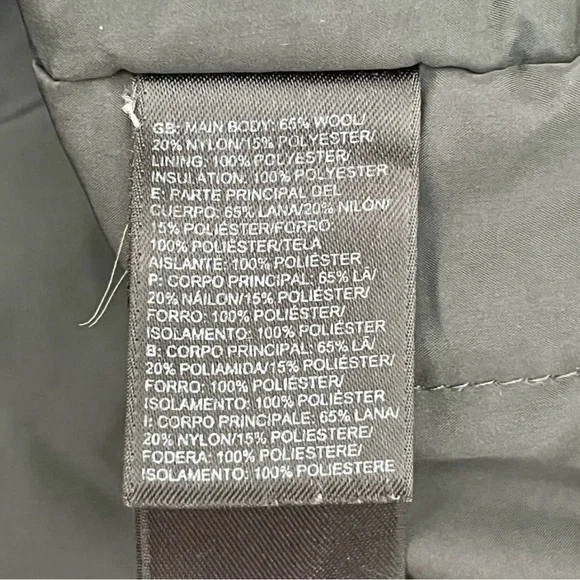 GB: MAIN BODY: 65% WOOL/
20% NYLON/15% POLYESTER/
LINING: 100% POLYESTER/
INSULATION: 100% POLYESTER
E: PARTE PRINCIPAL DEL
CUERPO: 65% LANA/20% NILÓN/
15% POLIÉSTER/FORRO:
100% POLIÉSTER/TELA
AISLANTE: 100% POLIÉSTER
P: CORPO PRINCIPAL: 65% LÃ/
20% NÁILON/15% POLIÉSTER/
FORRO: 100% POLIÉSTER/
ISOLAMENTO: 100% POLIÉSTER
B: CORPO PRINCIPAL: 65% LÃ/
20% POLIAMIDA/15% POLIÉSTER/
FORRO: 100% POLIÉSTER/
ISOLAMENTO: 100% POLIÉSTER
I: CORPO PRINCIPALE: 65% LANA/
20% NYLON/15% POLIESTERE/
FODERA: 100% POLIESTERE/
ISOLAMENTO: 100% POLIESTERE